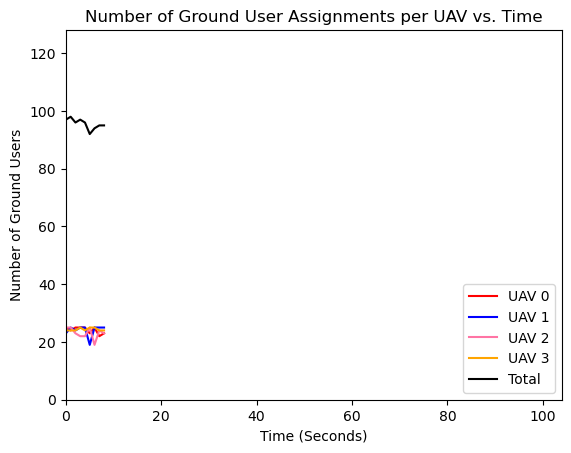 Number of Ground User Assignments per UAV vs. Time
120
100
80
60
40
20
0
Number of Ground Users
0 20 40 60 80 100
Time (Seconds)
UAV 0
UAV 1
UAV 2
UAV 3
Total